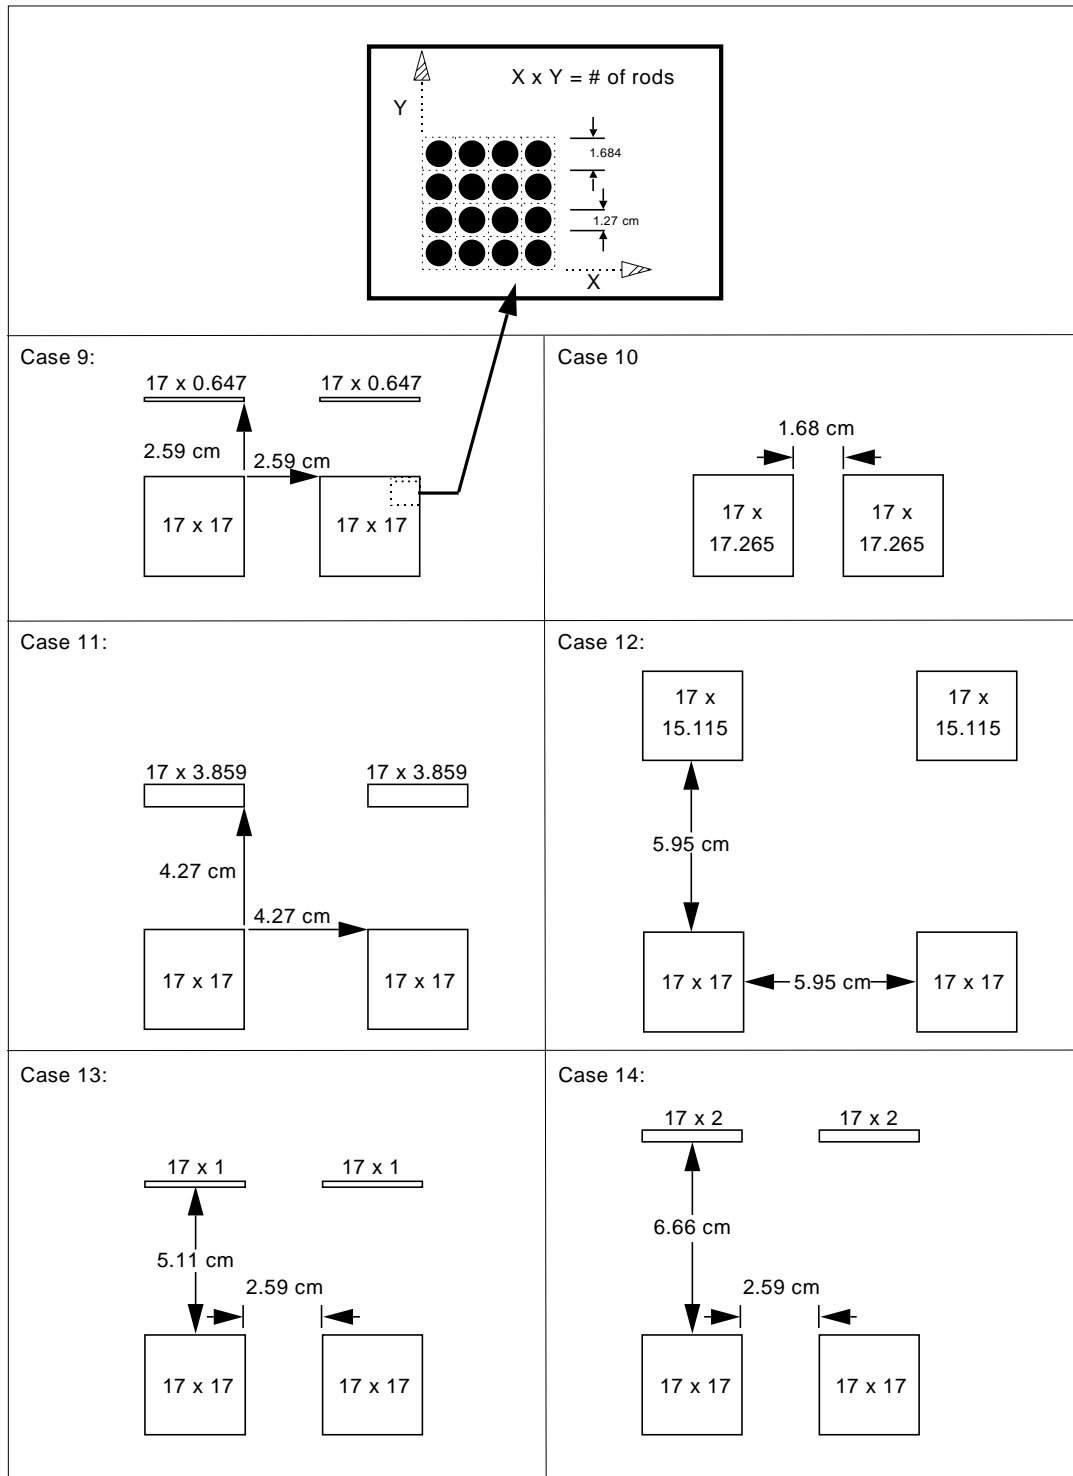 X x Y = # of rods
Y
1.684
1.27 cm
X
Case 9:
17 x 0.647
17 x 0.647
2.59 cm
2.59 cm
17 x 17
17 x 17
Case 10
1.68 cm
17 x
17.265
17 x
17.265
Case 11:
17 x 3.859
17 x 3.859
4.27 cm
4.27 cm
17 x 17
17 x 17
Case 12:
17 x
15.115
17 x
15.115
5.95 cm
17 x 17
5.95 cm
17 x 17
Case 13:
17 x 1
17 x 1
5.11 cm
2.59 cm
17 x 17
17 x 17
Case 14:
17 x 2
17 x 2
6.66 cm
2.59 cm
17 x 17
17 x 17